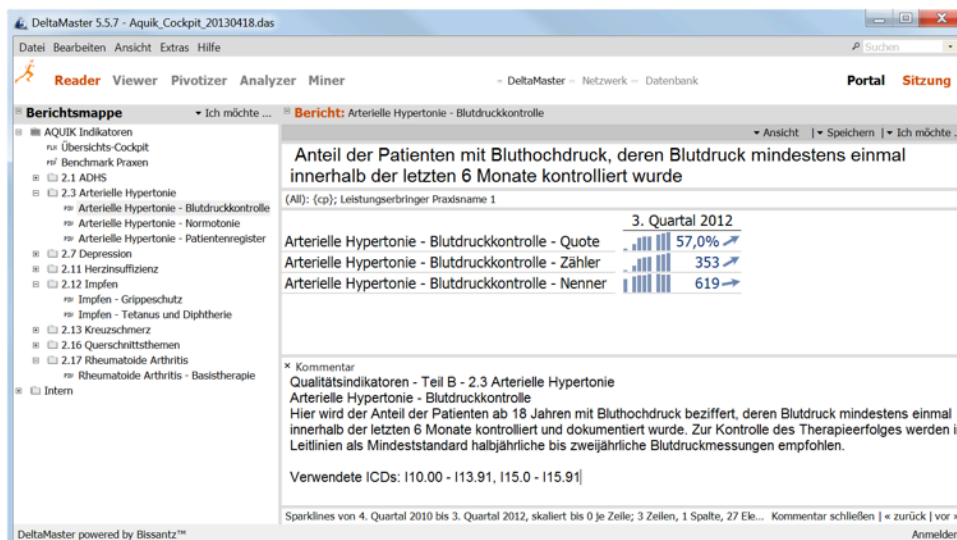 DeltaMaster 5.5.7 - Aquik_Cockpit_20130418.das
Datei Bearbeiten Ansicht Extras Hilfe
Suchen
Reader Viewer Pivotizer Analyzer Miner
DeltaMaster – Netzwerk – Datenbank
Portal Sitzung
Berichtsmappe
Ich möchte ...
Bericht: Arterielle Hypertonie - Blutdruckkontrolle
AQUIK Indikatoren
Übersichts-Cockpit
Benchmark Praxen
2.1 ADHS
2.3 Arterielle Hypertonie
Arterielle Hypertonie - Blutdruckkontrolle
Arterielle Hypertonie - Normotonie
Arterielle Hypertonie - Patientenregister
2.7 Depression
2.11 Herzinsuffizienz
2.12 Impfen
Impfen - Grippeschutz
Impfen - Tetanus und Diphtherie
2.13 Kreuzschmerz
2.16 Querschnittsthemen
2.17 Rheumatoide Arthritis
Rheumatoide Arthritis - Basistherapie
Intern
Ansicht | Speichern | Ich möchte ..
Anteil der Patienten mit Bluthochdruck, deren Blutdruck mindestens einmal
innerhalb der letzten 6 Monate kontrolliert wurde
(All): {cp}; Leistungserbringer Praxisname 1
3. Quartal 2012
Arterielle Hypertonie - Blutdruckkontrolle - Quote 57,0%
Arterielle Hypertonie - Blutdruckkontrolle - Zähler 353
Arterielle Hypertonie - Blutdruckkontrolle - Nenner 619
× Kommentar
Qualitätsindikatoren - Teil B - 2.3 Arterielle Hypertonie
Arterielle Hypertonie - Blutdruckkontrolle
Hier wird der Anteil der Patienten ab 18 Jahren mit Bluthochdruck beziffert, deren Blutdruck mindestens einmal
innerhalb der letzten 6 Monate kontrolliert und dokumentiert wurde. Zur Kontrolle des Therapieerfolges werden i
Leitlinien als Mindeststandard halbjährliche bis zweijährliche Blutdruckmessungen empfohlen.
Verwendete ICDs: I10.00 - I13.91, I15.0 - I15.91
Sparklines von 4. Quartal 2010 bis 3. Quartal 2012, skaliert bis 0 je Zeile; 3 Zeilen, 1 Spalte, 27 Ele... Kommentar schließen | « zurück | vor »
DeltaMaster powered by Bissantz™
Anmelden